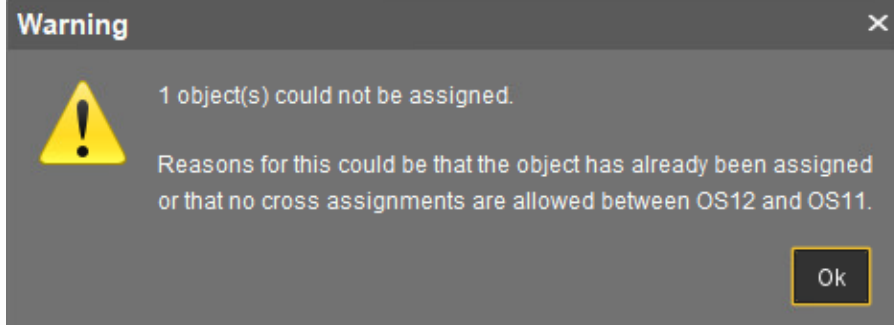 Warning
1 object(s) could not be assigned.
Reasons for this could be that the object has already been assigned
or that no cross assignments are allowed between OS12 and OS11.
Ok